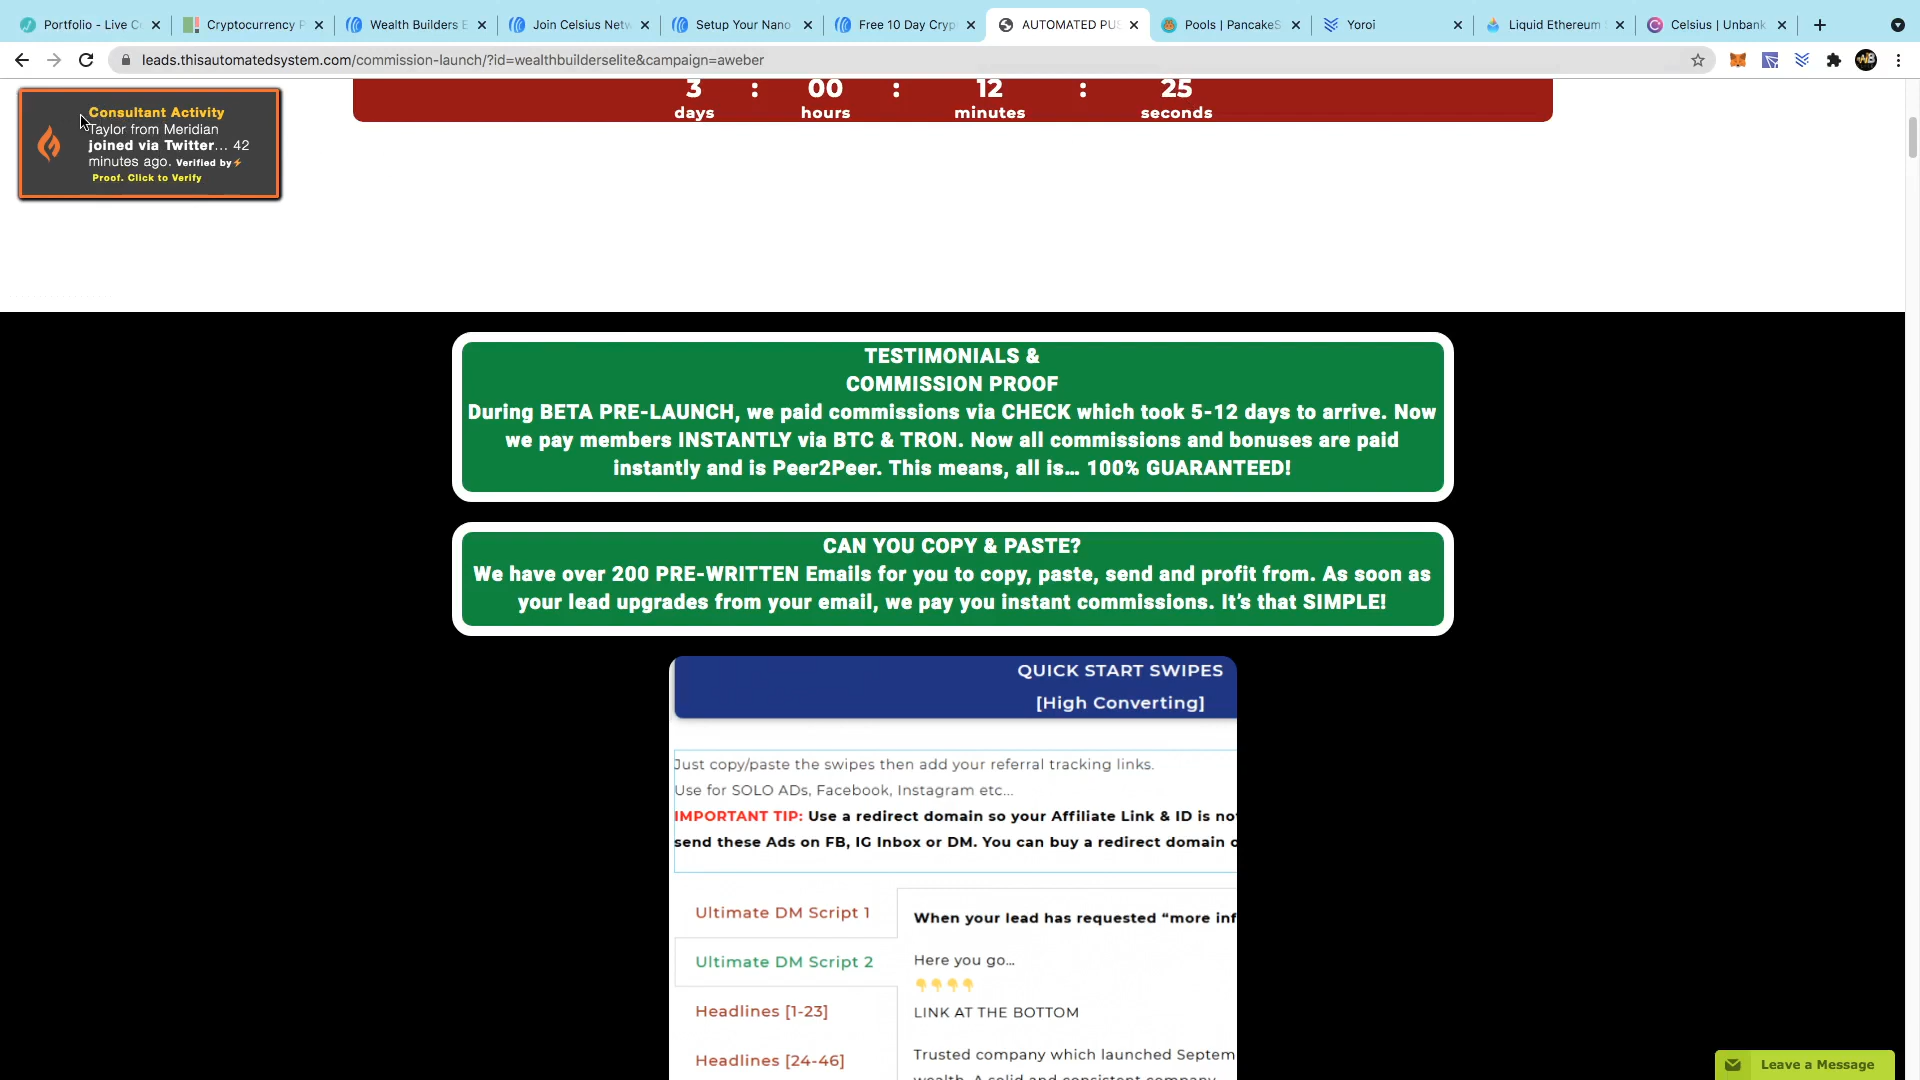 Portfolio - Live C
Cryptocurrency P
Wealth Builders E
Join Celsius Netw
Setup Your Nano
Free 10 Day Cryp
AUTOMATED PU
Pools | PancakeS
Yoroi
Liquid Ethereum
Celsius | Unbank
leads.thisautomatedsystem.com/commission-launch/?id=wealthbuilderselite&campaign=aweber
3 : 00 : 12 : 25
days hours minutes seconds
Consultant Activity
Taylor from Meridian
joined via Twitter... 42
minutes ago. Verified by⚡
Proof. Click to Verify
TESTIMONIALS &
COMMISSION PROOF
During BETA PRE-LAUNCH, we paid commissions via CHECK which took 5-12 days to arrive. Now
we pay members INSTANTLY via BTC & TRON. Now all commissions and bonuses are paid
instantly and is Peer2Peer. This means, all is... 100% GUARANTEED!
CAN YOU COPY & PASTE?
We have over 200 PRE-WRITTEN Emails for you to copy, paste, send and profit from. As soon as
your lead upgrades from your email, we pay you instant commissions. It's that SIMPLE!
QUICK START SWIPES
[High Converting]
Just copy/paste the swipes then add your referral tracking links.
Use for SOLO ADs, Facebook, Instagram etc...
IMPORTANT TIP: Use a redirect domain so your Affiliate Link & ID is no
send these Ads on FB, IG Inbox or DM. You can buy a redirect domain
Ultimate DM Script 1
Ultimate DM Script 2
Headlines [1-23]
Headlines [24-46]
When your lead has requested "more inf
Here you go...
👇👇👇👇
LINK AT THE BOTTOM
Trusted company which launched Septem
wealth. A solid and consistent company
Leave a Message